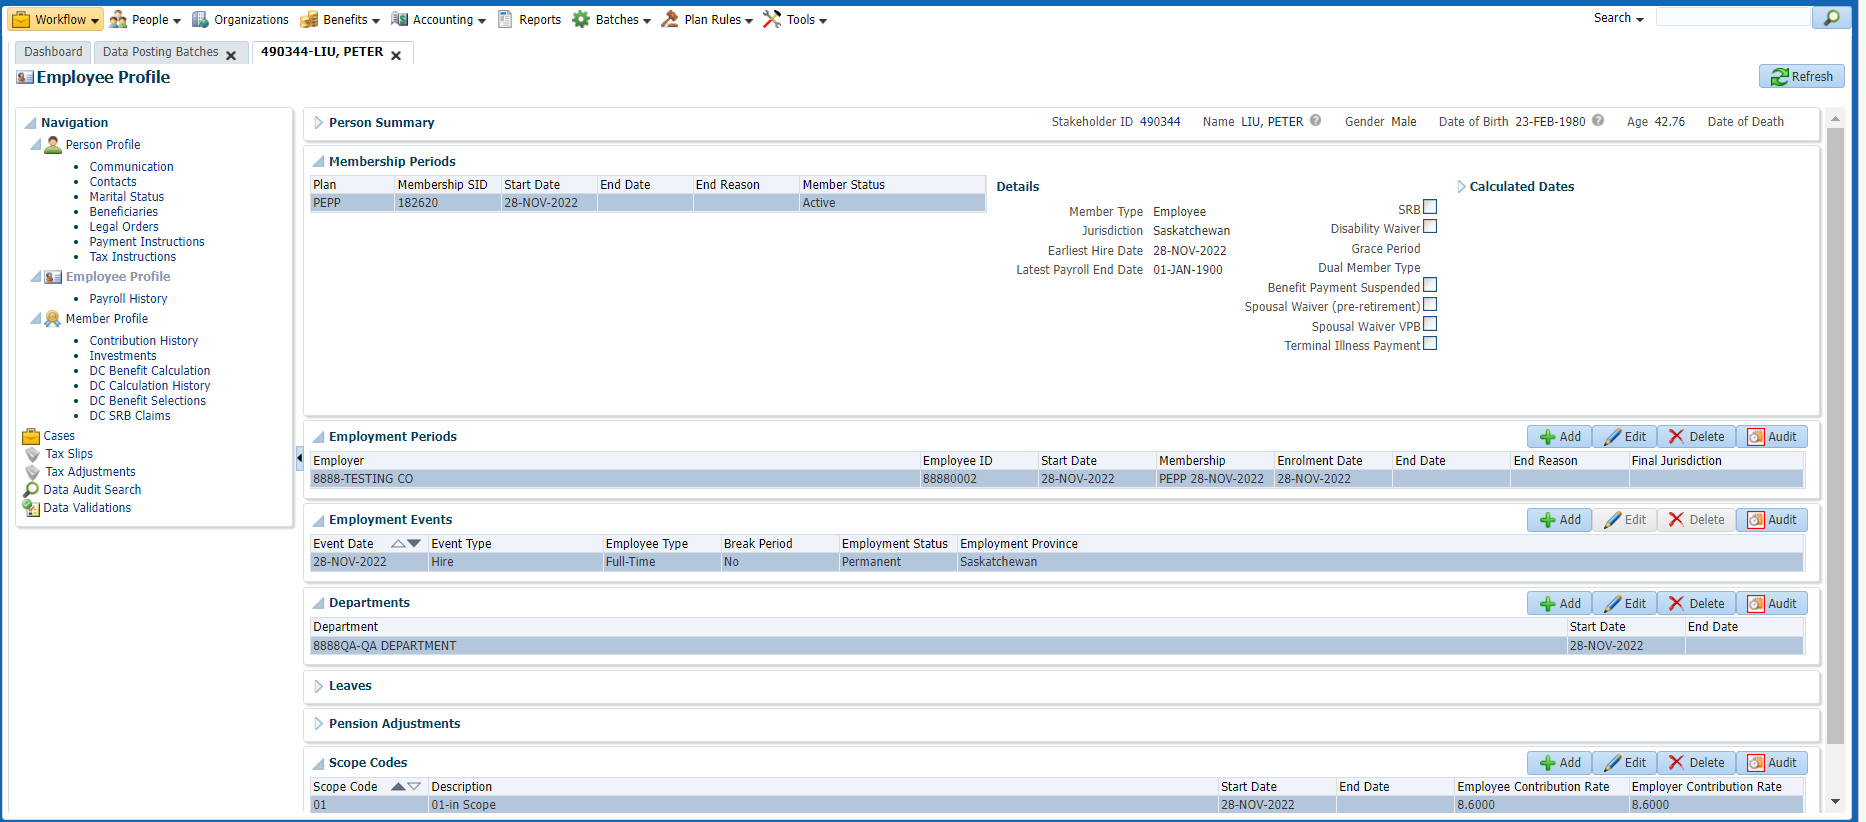 Workflow People Organizations Benefits Accounting Reports Batches Plan Rules Tools Search
Dashboard Data Posting Batches 490344-LIU, PETER
Employee Profile
Refresh
Navigation
Person Profile
Communication
Contacts
Marital Status
Beneficiaries
Legal Orders
Payment Instructions
Tax Instructions
Employee Profile
Payroll History
Member Profile
Contribution History
Investments
DC Benefit Calculation
DC Calculation History
DC Benefit Selections
DC SRB Claims
Cases
Tax Slips
Tax Adjustments
Data Audit Search
Data Validations
Person Summary Stakeholder ID 490344 Name LIU, PETER Gender Male Date of Birth 23-FEB-1980 Age 42.76 Date of Death
Membership Periods
Plan Membership SID Start Date End Date End Reason Member Status
PEPP 182620 28-NOV-2022 Active
Details
Member Type Employee
Jurisdiction Saskatchewan
Earliest Hire Date 28-NOV-2022
Latest Payroll End Date 01-JAN-1900
SRB
Disability Waiver
Grace Period
Dual Member Type
Benefit Payment Suspended
Spousal Waiver (pre-retirement)
Spousal Waiver VPB
Terminal Illness Payment
Calculated Dates
Employment Periods Add Edit Delete Audit
Employer Employee ID Start Date Membership Enrolment Date End Date End Reason Final Jurisdiction
8888-TESTING CO 88880002 28-NOV-2022 PEPP 28-NOV-2022 28-NOV-2022
Employment Events Add Edit Delete Audit
Event Date Event Type Employee Type Break Period Employment Status Employment Province
28-NOV-2022 Hire Full-Time No Permanent Saskatchewan
Departments Add Edit Delete Audit
Department Start Date End Date
8888QA-QA DEPARTMENT 28-NOV-2022
Leaves
Pension Adjustments
Scope Codes Add Edit Delete Audit
Scope Code Description Start Date End Date Employee Contribution Rate Employer Contribution Rate
01 01-in Scope 28-NOV-2022 8.6000 8.6000